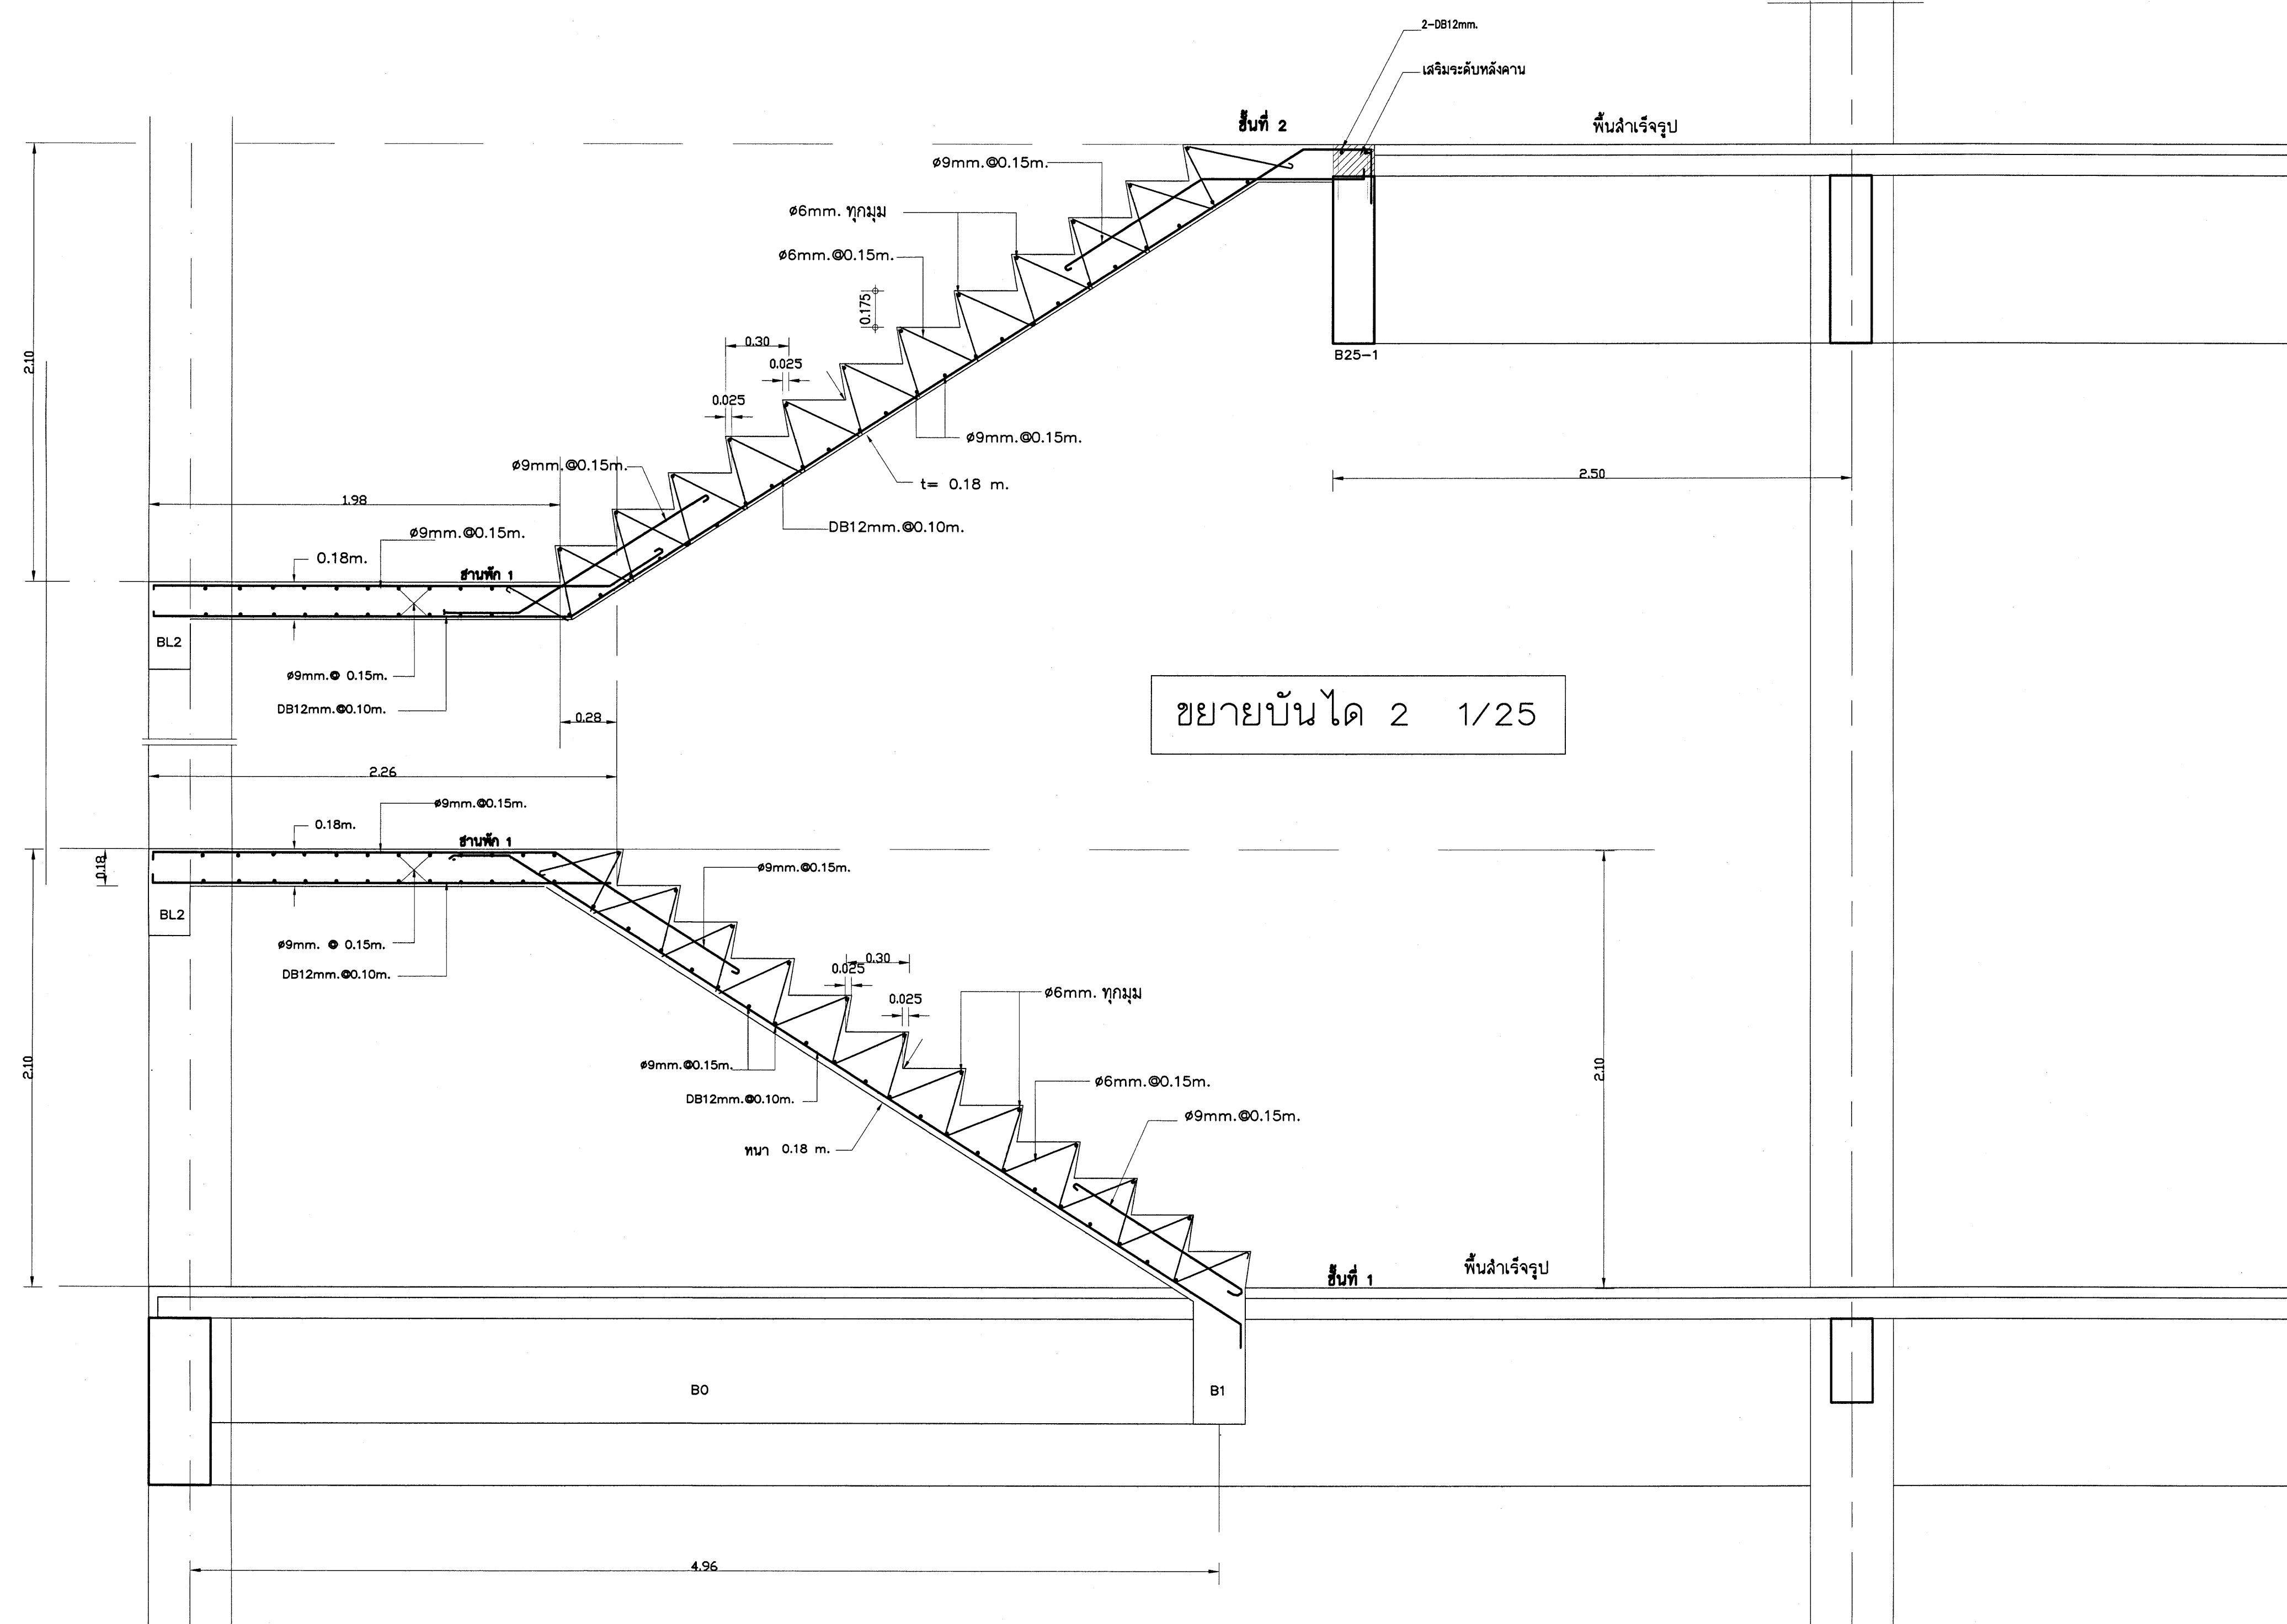 2-DB12mm.
เสริมระดับหลังคาน
ชั้นที่ 2
พื้นสำเร็จรูป
ø9mm.@0.15m.
ø6mm. ทุกมุม
ø6mm.@0.15m.
0.175
2.10
0.30
0.025
0.025
B25-1
ø9mm.@0.15m.
ø9mm.@0.15m.
t= 0.18 m.
2.50
1.98
DB12mm.@0.10m.
ø9mm.@0.15m.
0.18m.
ชานพัก 1
BL2
ø9mm.@ 0.15m.
DB12mm.@0.10m.
0.28
ขยายบันได 2 1/25
2.26
ø9mm.@0.15m.
0.18m.
ชานพัก 1
0.18
ø9mm.@0.15m.
BL2
ø9mm. @ 0.15m.
DB12mm.@0.10m.
0.30
0.025
0.025
ø6mm. ทุกมุม
ø9mm.@0.15m.
2.10
2.10
ø6mm.@0.15m.
DB12mm.@0.10m.
ø9mm.@0.15m.
หนา 0.18 m.
ชั้นที่ 1
พื้นสำเร็จรูป
B0
B1
4.96